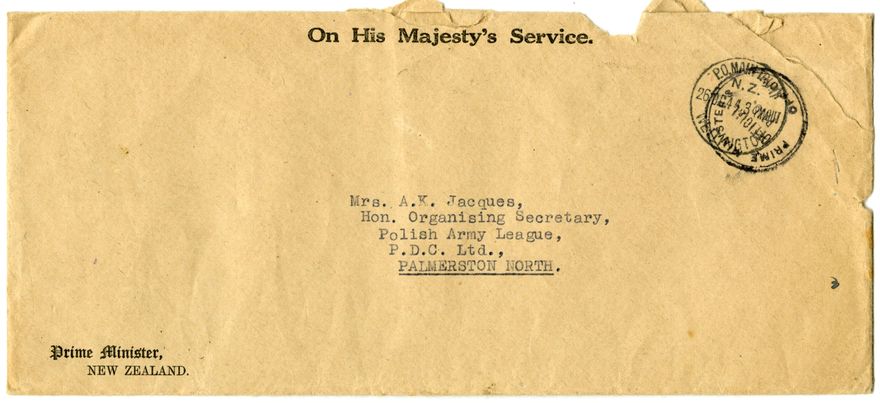 On His Majesty's Service.
N.Z.
PRIME
Mrs. A.K. Jacques,
Hon. Organising Secretary,
Polish Army League,
P.D.C. Ltd.,
PALMERSTON NORTH.
Prime Minister,
NEW ZEALAND.